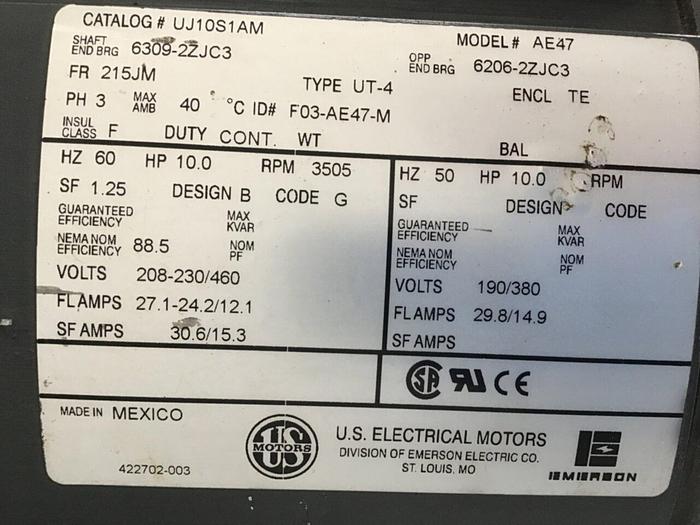 CATALOG # UJ10S1AM MODEL# AE47
SHAFT END BRG 6309-2ZJC3 OPP END BRG 6206-2ZJC3
FR 215JM TYPE UT-4 ENCL TE
PH 3 MAX AMB 40 °C ID# F03-AE47-M
INSUL CLASS F DUTY CONT. WT BAL
HZ 60 HP 10.0 RPM 3505
SF 1.25 DESIGN B CODE G
GUARANTEED EFFICIENCY MAX KVAR
NEMA NOM EFFICIENCY 88.5 NOM PF
VOLTS 208-230/460
FL AMPS 27.1-24.2/12.1
SF AMPS 30.6/15.3
HZ 50 HP 10.0 RPM
SF DESIGN CODE
GUARANTEED EFFICIENCY MAX KVAR
NEMA NOM EFFICIENCY NOM PF
VOLTS 190/380
FL AMPS 29.8/14.9
SF AMPS
SA RU CE
MADE IN MEXICO
422702-003
US MOTORS
U.S. ELECTRICAL MOTORS
DIVISION OF EMERSON ELECTRIC CO.
ST. LOUIS, MO
EMERSON